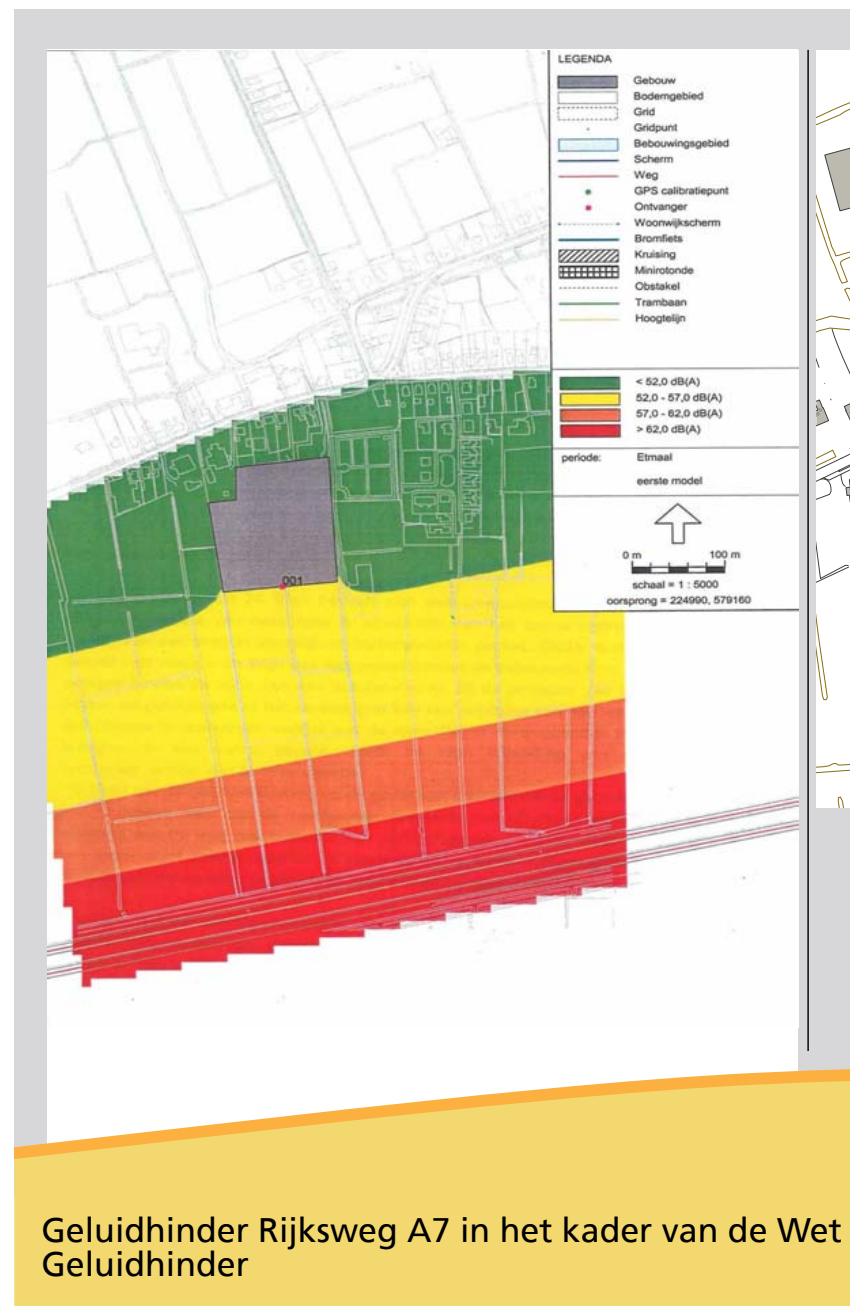 LEGENDA
Gebouw
Bodemgebied
Grid
Gridpunt
Bebouwingsgebied
Scherm
Weg
GPS calibratiepunt
Ontvanger
Woonwijkscherm
Bromfiets
Kruising
Minirotonde
Obstakel
Trambaan
Hoogtelijn
< 52,0 dB(A)
52,0 - 57,0 dB(A)
57,0 - 62,0 dB(A)
> 62,0 dB(A)
periode: Etmaal
eerste model
0 m 100 m
schaal = 1 : 5000
oorsprong = 224990, 579160
001
Geluidhinder Rijksweg A7 in het kader van de Wet
Geluidhinder